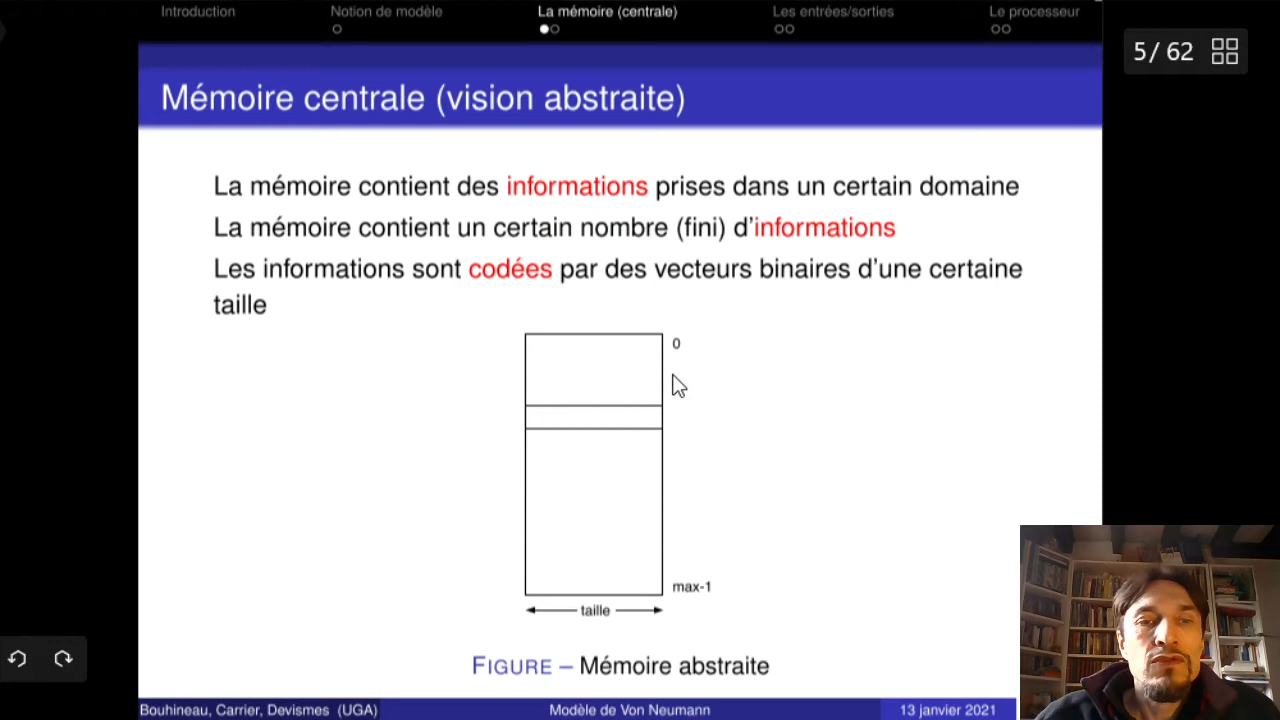 Introduction Notion de modèle La mémoire (centrale) Les entrées/sorties Le processeur
5/ 62
Mémoire centrale (vision abstraite)
La mémoire contient des informations prises dans un certain domaine
La mémoire contient un certain nombre (fini) d'informations
Les informations sont codées par des vecteurs binaires d'une certaine
taille
0
max-1
taille
FIGURE – Mémoire abstraite
Bouhineau, Carrier, Devismes (UGA) Modèle de Von Neumann 13 janvier 2021